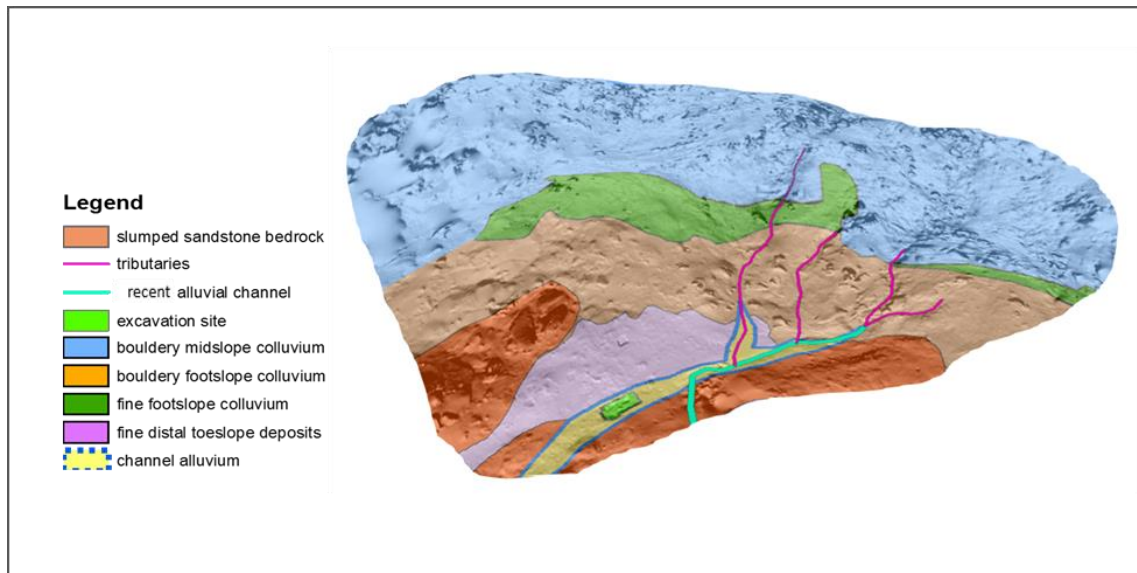 Legend
slumped sandstone bedrock
tributaries
recent alluvial channel
excavation site
bouldery midslope colluvium
bouldery footslope colluvium
fine footslope colluvium
fine distal toeslope deposits
channel alluvium